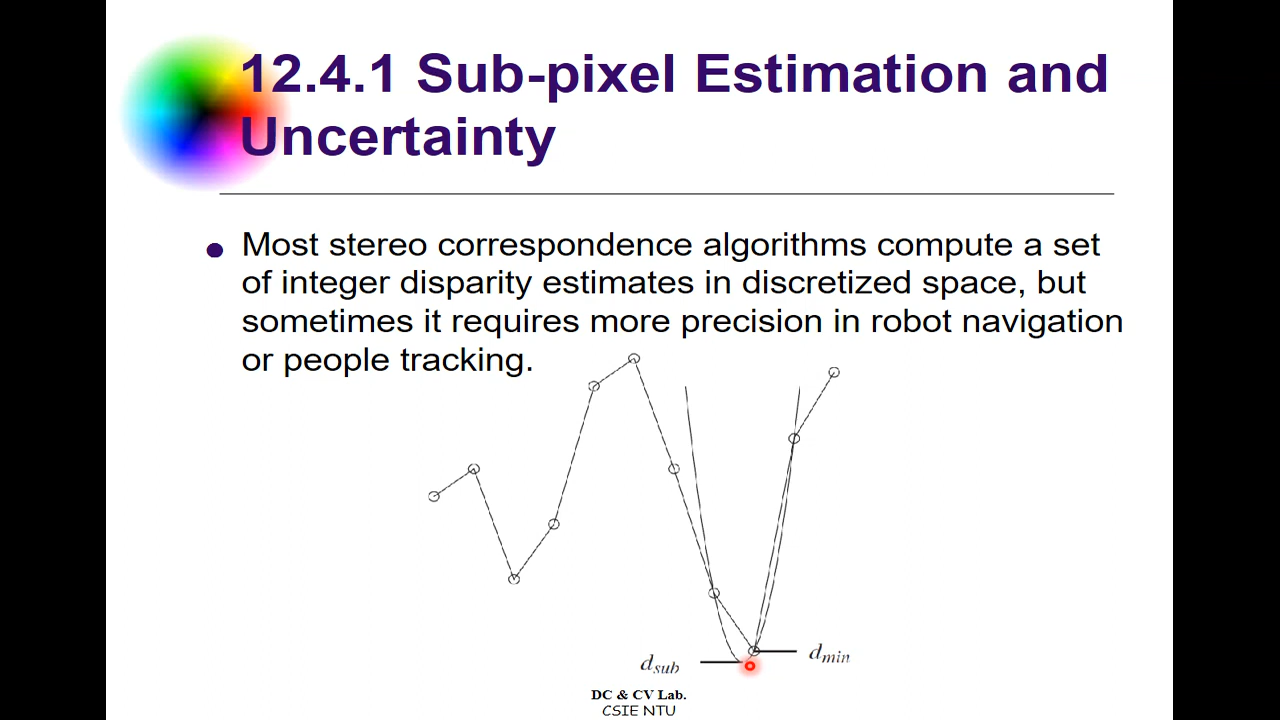 12.4.1 Sub-pixel Estimation and
Uncertainty
Most stereo correspondence algorithms compute a set
of integer disparity estimates in discretized space, but
sometimes it requires more precision in robot navigation
or people tracking.
d_min
d_sub
DC & CV Lab.
CSIE NTU